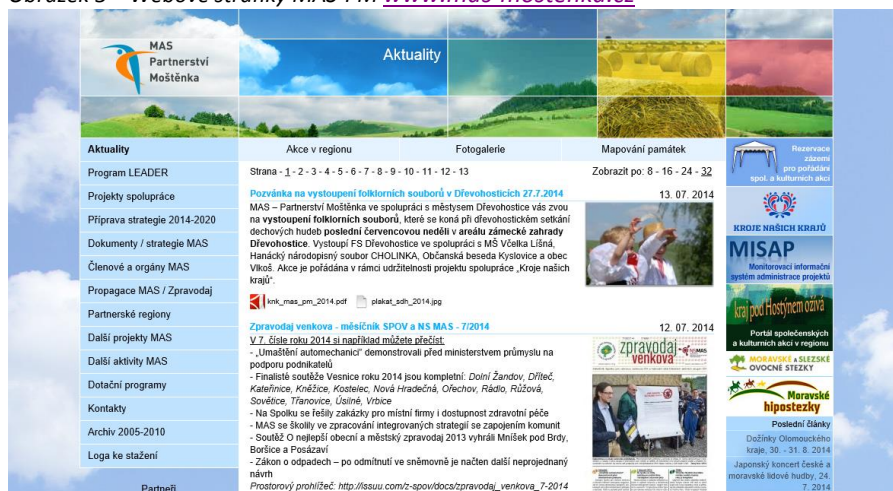 Obrázek 3 – Webové stránky MAS PM www.mas-mostenka.cz
MAS
Partnerství
Moštěnka
Aktuality
Aktuality
Program LEADER
Projekty spolupráce
Příprava strategie 2014-2020
Dokumenty / strategie MAS
Členové a orgány MAS
Propagace MAS / Zpravodaj
Partnerské regiony
Další projekty MAS
Další aktivity MAS
Dotační programy
Kontakty
Archiv 2005-2010
Loga ke stažení
Partneři
Akce v regionu
Fotogalerie
Mapování památek
Strana - 1 - 2 - 3 - 4 - 5 - 6 - 7 - 8 - 9 - 10 - 11 - 12 - 13
Zobrazit po: 8 - 16 - 24 - 32
Pozvánka na vystoupení folklorních souborů v Dřevohosticích 27.7.2014
13. 07. 2014
MAS – Partnerství Moštěnka ve spolupráci s městysem Dřevohostice vás zvou
na vystoupení folklorních souborů, které se koná při dřevohostickém setkání
dechových hudeb poslední červencovou neděli v areálu zámecké zahrady
Dřevohostice. Vystoupí FS Dřevohostice ve spolupráci s MŠ Včelka Líšná,
Hanácký národopisný soubor CHOLINKA, Občanská beseda Kyslovice a obec
Vlkoš. Akce je pořádána v rámci udržitelnosti projektu spolupráce „Kroje našich
krajů“.
knk_mas_pm_2014.pdf
plakat_sdh_2014.jpg
Zpravodaj venkova - měsíčník SPOV a NS MAS - 7/2014
12. 07. 2014
V 7. čísle roku 2014 si například můžete přečíst:
- „Umaštění automechanici" demonstrovali před ministerstvem průmyslu na
podporu podnikatelů
- Finalisté soutěže Vesnice roku 2014 jsou kompletní: Dolní Žandov, Dříteč,
Kateřinice, Kněžice, Kostelec, Nová Hradečná, Ořechov, Rádlo, Růžová,
Sovětice, Třanovice, Úsilné, Vrbice
- Na Spolku se řešily zakázky pro místní firmy i dostupnost zdravotní péče
- MAS se školily ve zpracování integrovaných strategií se zapojením komunit
- Soutěž O nejlepší obecní a městský zpravodaj 2013 vyhráli Mníšek pod Brdy,
Boršice a Posázaví
- Zákon o odpadech – po odmítnutí ve sněmovně je načten další neprojednaný
návrh
Prostorový prohlížeč: http://issuu.com/z-spov/docs/zpravodaj_venkova_7-2014
zpravodaj
venkova
Rezervace
zázemí
pro pořádání
spol. a kulturních akcí
KROJE NAŠICH KRAJŮ
MISAP
Monitorovací informační
systém administrace projektů
kraj pod Hostýnem ožívá
Portál společenských
a kulturních akcí v regionu
MORAVSKÉ A SLEZSKÉ
OVOCNÉ STEZKY
Moravské
hipostezky
Poslední články
Dožínky Olomouckého
kraje, 30. - 31. 8. 2014
Japonský koncert české a
moravské lidové hudby, 24.
7. 2014